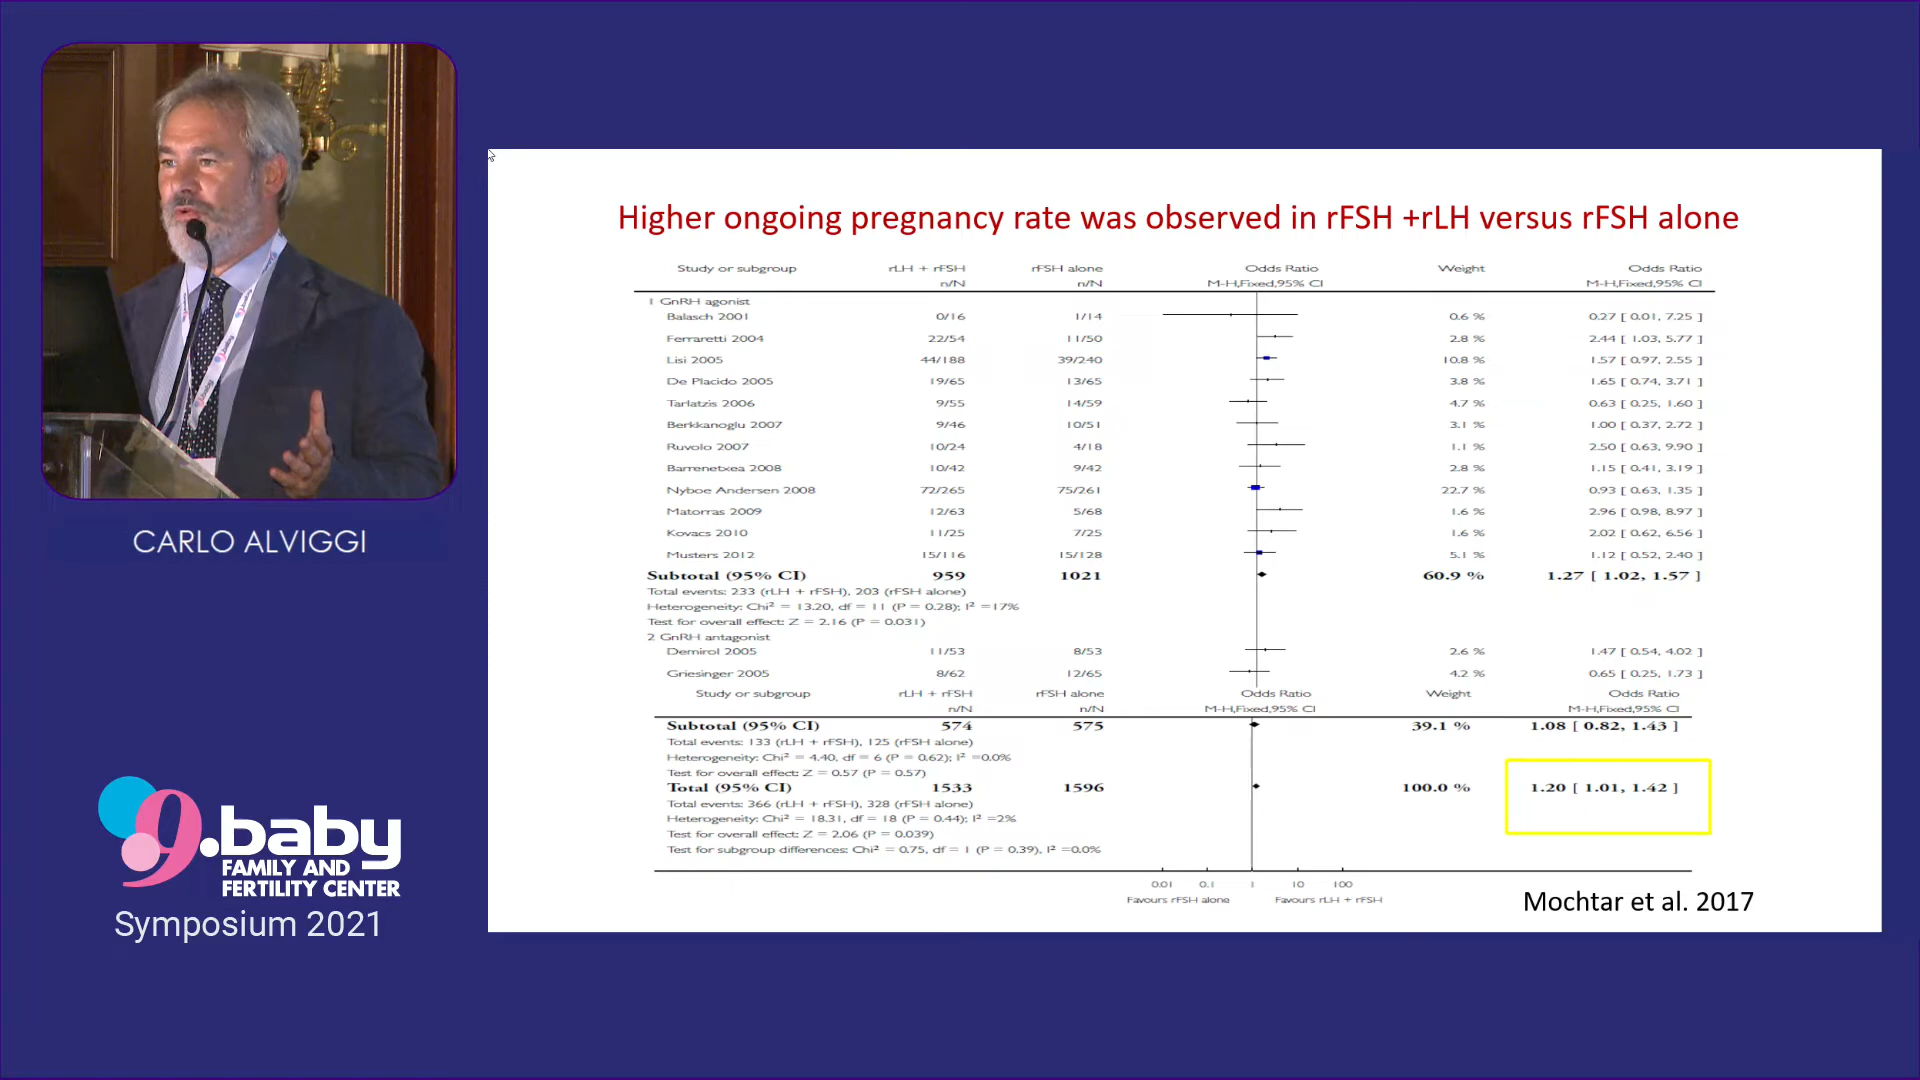 CARLO ALVIGGI
9.baby
FAMILY AND
FERTILITY CENTER
Symposium 2021
Higher ongoing pregnancy rate was observed in rFSH +rLH versus rFSH alone
Study or subgroup rLH + rFSH rFSH alone Odds Ratio Weight Odds Ratio
n/N n/N M-H,Fixed,95% CI M-H,Fixed,95% CI
1 GnRH agonist
Balasch 2001 0/16 1/14 0.6 % 0.27 [ 0.01, 7.25 ]
Ferraretti 2004 22/54 11/50 2.8 % 2.44 [ 1.03, 5.77 ]
Lisi 2005 44/188 39/240 10.8 % 1.57 [ 0.97, 2.55 ]
De Placido 2005 19/65 13/65 3.8 % 1.65 [ 0.74, 3.71 ]
Tarlatzis 2006 9/55 14/59 4.7 % 0.63 [ 0.25, 1.60 ]
Berkkanoglu 2007 9/46 10/51 3.1 % 1.00 [ 0.37, 2.72 ]
Ruvolo 2007 10/24 4/18 1.1 % 2.50 [ 0.63, 9.90 ]
Barrenetxea 2008 10/42 9/42 2.8 % 1.15 [ 0.41, 3.19 ]
Nyboe Andersen 2008 72/265 75/261 22.7 % 0.93 [ 0.63, 1.35 ]
Matorras 2009 12/63 5/68 1.6 % 2.96 [ 0.98, 8.97 ]
Kovacs 2010 11/25 7/25 1.6 % 2.02 [ 0.62, 6.56 ]
Musters 2012 15/116 15/128 5.1 % 1.12 [ 0.52, 2.40 ]
Subtotal (95% CI) 959 1021 60.9 % 1.27 [ 1.02, 1.57 ]
Total events: 233 (rLH + rFSH), 203 (rFSH alone)
Heterogeneity: Chi² = 13.20, df = 11 (P = 0.28); I² =17%
Test for overall effect: Z = 2.16 (P = 0.031)
2 GnRH antagonist
Demirol 2005 11/53 8/53 2.6 % 1.47 [ 0.54, 4.02 ]
Griesinger 2005 8/62 12/65 4.2 % 0.65 [ 0.25, 1.73 ]
Study or subgroup rLH + rFSH rFSH alone Odds Ratio Weight Odds Ratio
n/N n/N M-H,Fixed,95% CI M-H,Fixed,95% CI
Subtotal (95% CI) 574 575 39.1 % 1.08 [ 0.82, 1.43 ]
Total events: 133 (rLH + rFSH), 125 (rFSH alone)
Heterogeneity: Chi² = 4.40, df = 6 (P = 0.62); I² =0.0%
Test for overall effect: Z = 0.57 (P = 0.57)
Total (95% CI) 1533 1596 100.0 % 1.20 [ 1.01, 1.42 ]
Total events: 366 (rLH + rFSH), 328 (rFSH alone)
Heterogeneity: Chi² = 18.31, df = 18 (P = 0.44); I² =2%
Test for overall effect: Z = 2.06 (P = 0.039)
Test for subgroup differences: Chi² = 0.75, df = 1 (P = 0.39), I² =0.0%
0.01 0.1 1 10 100
Favours rFSH alone Favours rLH + rFSH
Mochtar et al. 2017